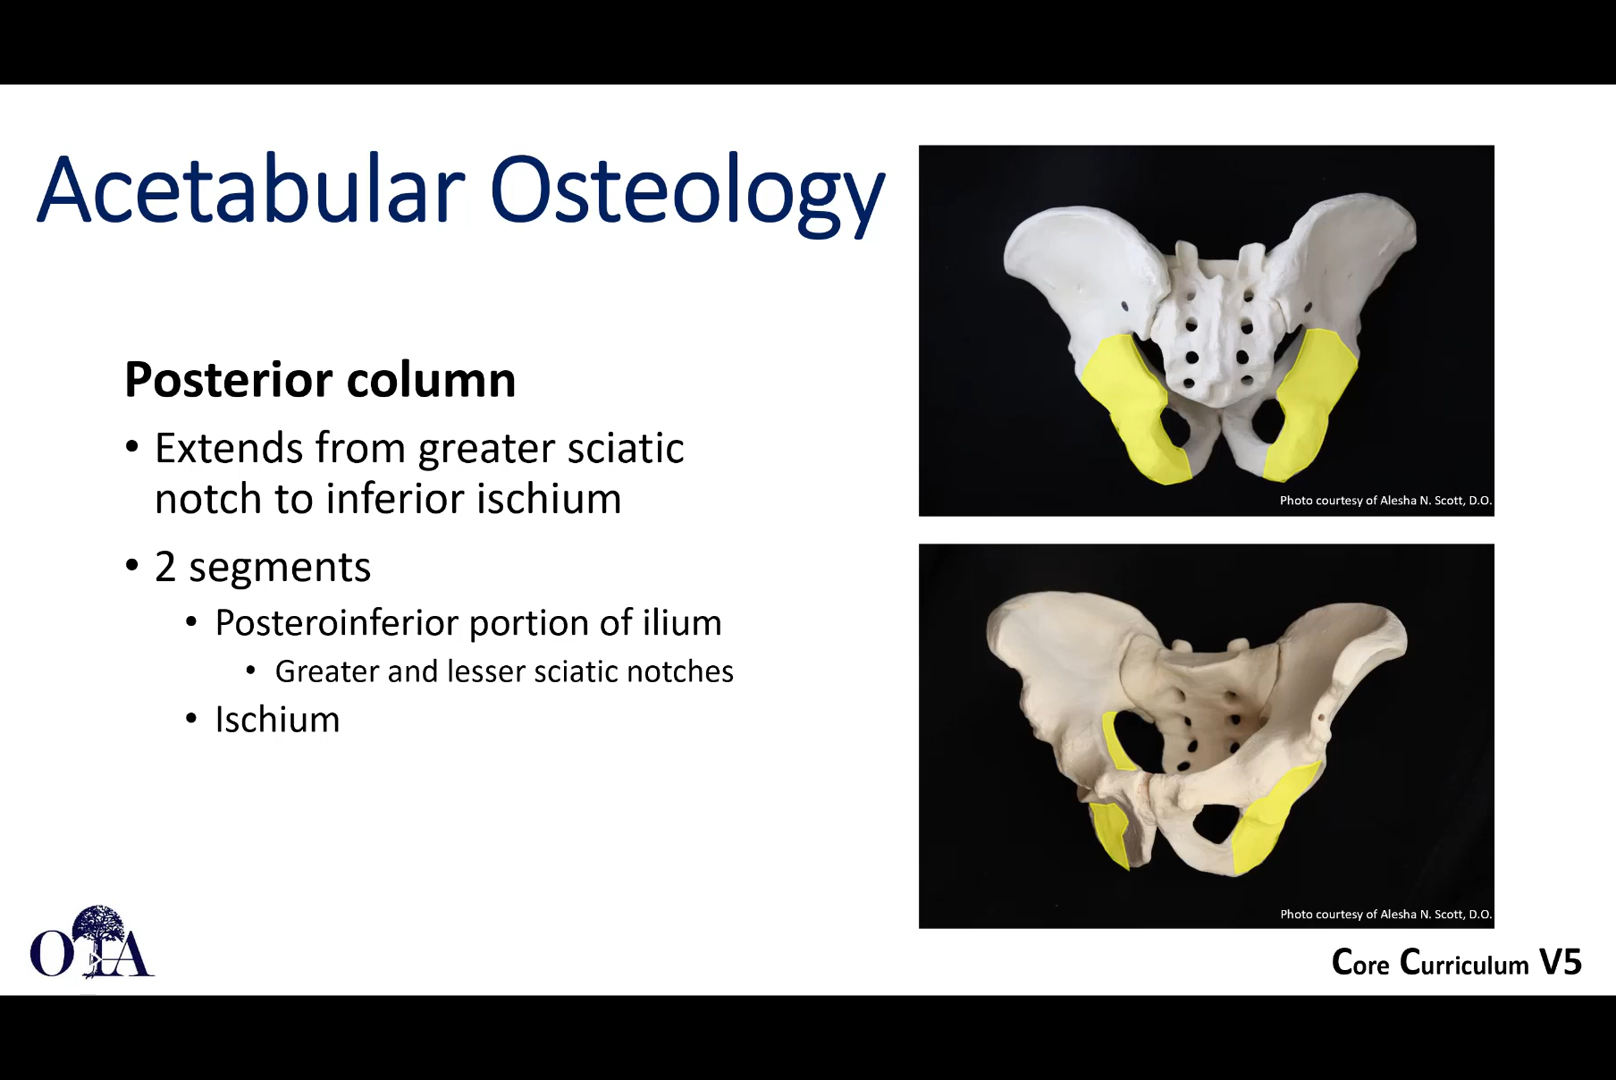 Acetabular Osteology
Posterior column
• Extends from greater sciatic
notch to inferior ischium
• 2 segments
• Posteroinferior portion of ilium
• Greater and lesser sciatic notches
• Ischium
Photo courtesy of Alesha N. Scott, D.O.
Photo courtesy of Alesha N. Scott, D.O.
OTA
Core Curriculum V5